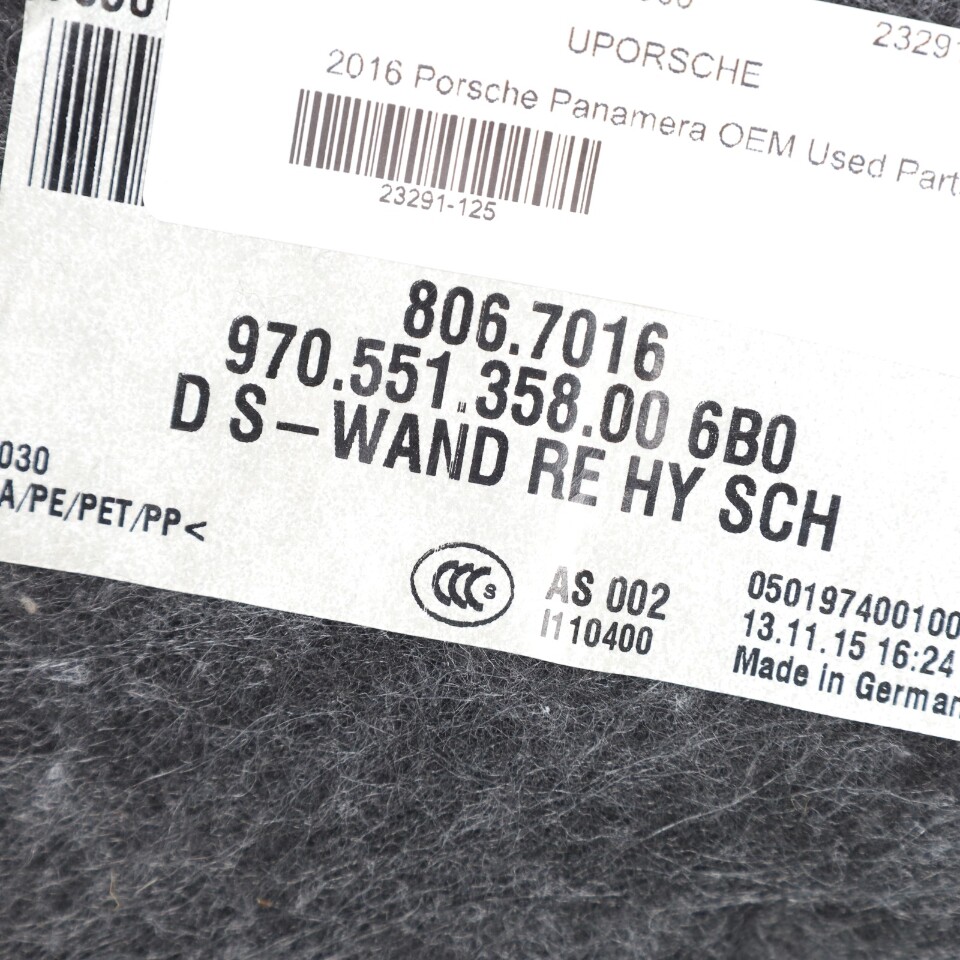 UPORSCHE
2016 Porsche Panamera OEM Used Part
23291-125
806.7016
970.551.358.00 6B0
D S-WAND RE HY SCH
030
A/PE/PET/PP<
CCC S
AS 002
I110400
050197400100
13.11.15 16:24
Made in German